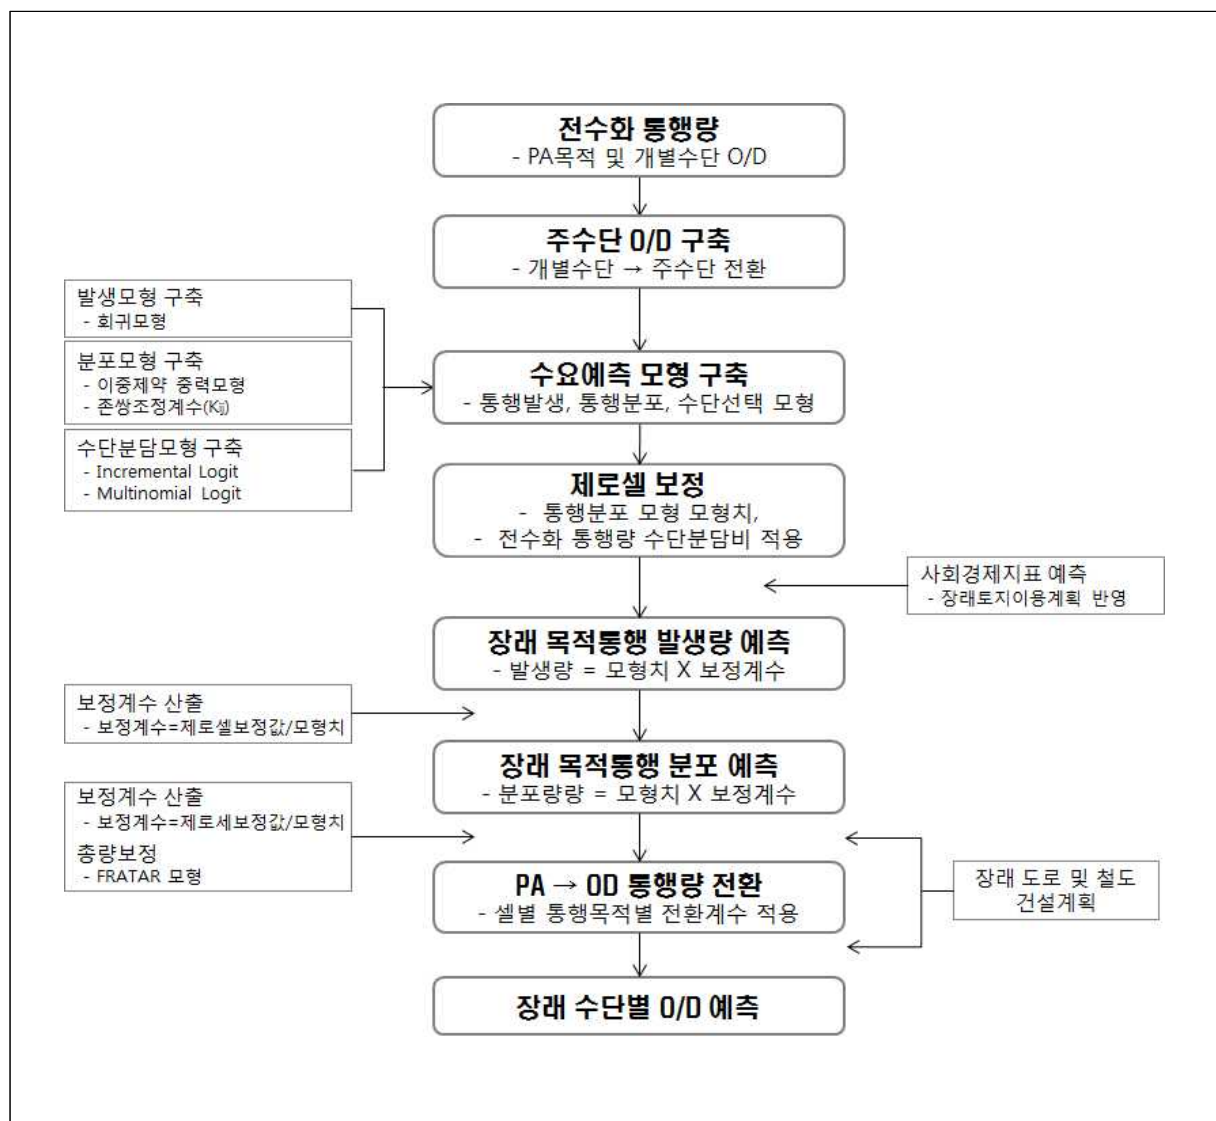 전수화 통행량
- PA목적 및 개별수단 O/D
주수단 O/D 구축
- 개별수단 → 주수단 전환
발생모형 구축
- 회귀모형
분포모형 구축
- 이중제약 중력모형
- 존쌍조정계수(Kij)
수단분담모형 구축
- Incremental Logit
- Multinomial Logit
수요예측 모형 구축
- 통행발생, 통행분포, 수단선택 모형
제로셀 보정
- 통행분포 모형 모형치,
- 전수화 통행량 수단분담비 적용
사회경제지표 예측
- 장래토지이용계획 반영
장래 목적통행 발생량 예측
- 발생량 = 모형치 X 보정계수
보정계수 산출
- 보정계수=제로셀보정값/모형치
장래 목적통행 분포 예측
- 분포량량 = 모형치 X 보정계수
보정계수 산출
- 보정계수=제로세보정값/모형치
총량보정
- FRATAR 모형
PA → OD 통행량 전환
- 셀별 통행목적별 전환계수 적용
장래 도로 및 철도
건설계획
장래 수단별 O/D 예측